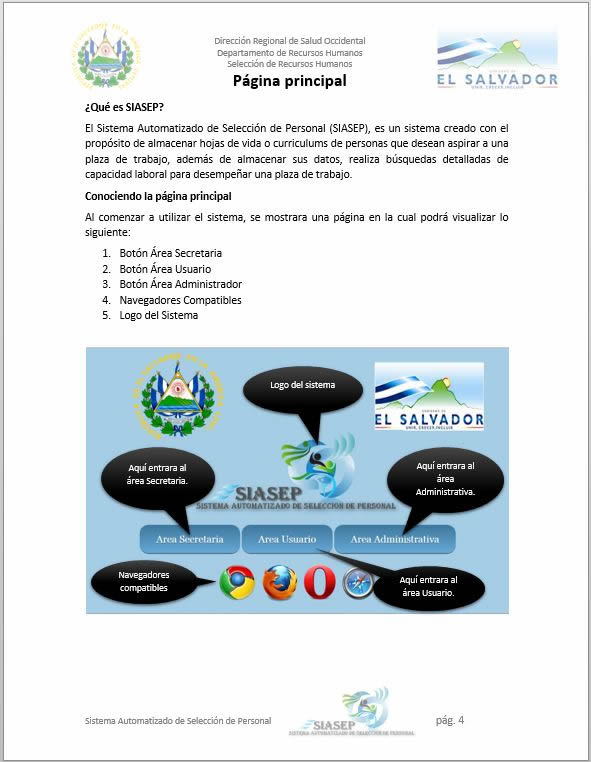 Dirección Regional de Salud Occidental
Departamento de Recursos Humanos
Selección de Recursos Humanos
GOBIERNO DE
EL SALVADOR
UNIR, CRECER, INCLUIR
Página principal
¿Qué es SIASEP?
El Sistema Automatizado de Selección de Personal (SIASEP), es un sistema creado con el
propósito de almacenar hojas de vida o curriculums de personas que desean aspirar a una
plaza de trabajo, además de almacenar sus datos, realiza búsquedas detalladas de
capacidad laboral para desempeñar una plaza de trabajo.
Conociendo la página principal
Al comenzar a utilizar el sistema, se mostrara una página en la cual podrá visualizar lo
siguiente:
1. Botón Área Secretaria
2. Botón Área Usuario
3. Botón Área Administrador
4. Navegadores Compatibles
5. Logo del Sistema
Logo del sistema
GOBIERNO DE
EL SALVADOR
UNIR, CRECER, INCLUIR
Aquí entrara al
área Secretaria.
Aquí entrara al
área
Administrativa.
SIASEP
SISTEMA AUTOMATIZADO DE SELECCIÓN DE PERSONAL
Area Secretaria
Area Usuario
Area Administrativa
Navegadores
compatibles
Aquí entrara al
área Usuario.
Sistema Automatizado de Selección de Personal
SIASEP
SISTEMA AUTOMATIZADO DE SELECCIÓN DE PERSONAL
pág. 4